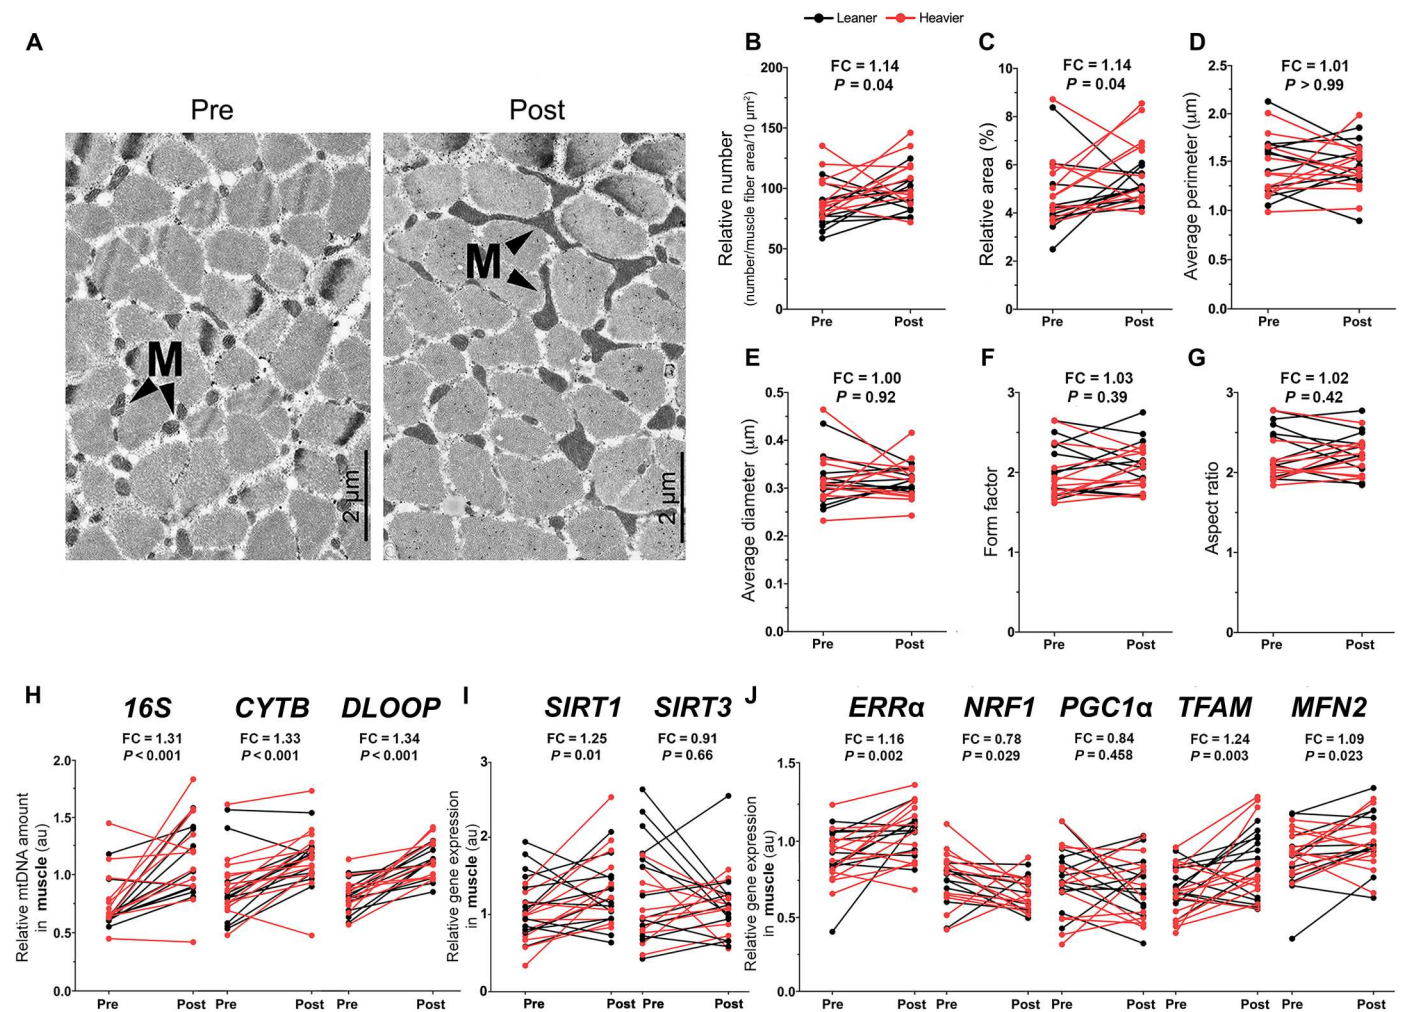 Leaner Heavier
A
Pre Post
M
M
2 µm
2 µm
B
FC = 1.14
P = 0.04
Relative number
(number/muscle fiber area/10 µm²)
200
150
100
50
0
Pre Post
C
FC = 1.14
P = 0.04
Relative area (%)
10
8
6
4
2
0
Pre Post
D
FC = 1.01
P > 0.99
Average perimeter (µm)
2.5
2.0
1.5
1.0
0.0
Pre Post
E
FC = 1.00
P = 0.92
Average diameter (µm)
0.5
0.4
0.3
0.2
0.1
0.0
Pre Post
F
FC = 1.03
P = 0.39
Form factor
3
2
1
0
Pre Post
G
FC = 1.02
P = 0.42
Aspect ratio
3
2
1
0
Pre Post
H
16S CYTB DLOOP
FC = 1.31 FC = 1.33 FC = 1.34
P < 0.001 P < 0.001 P < 0.001
Relative mtDNA amount
in muscle (au)
2.0
1.5
1.0
0.5
0.0
Pre Post Pre Post Pre Post
I
SIRT1 SIRT3
FC = 1.25 FC = 0.91
P = 0.01 P = 0.66
Relative gene expression
in muscle (au)
3
2
1
0
Pre Post Pre Post
J
ERRα NRF1 PGC1α TFAM MFN2
FC = 1.16 FC = 0.78 FC = 0.84 FC = 1.24 FC = 1.09
P = 0.002 P = 0.029 P = 0.458 P = 0.003 P = 0.023
Relative gene expression
in muscle (au)
1.5
1.0
0.5
0.0
Pre Post Pre Post Pre Post Pre Post Pre Post